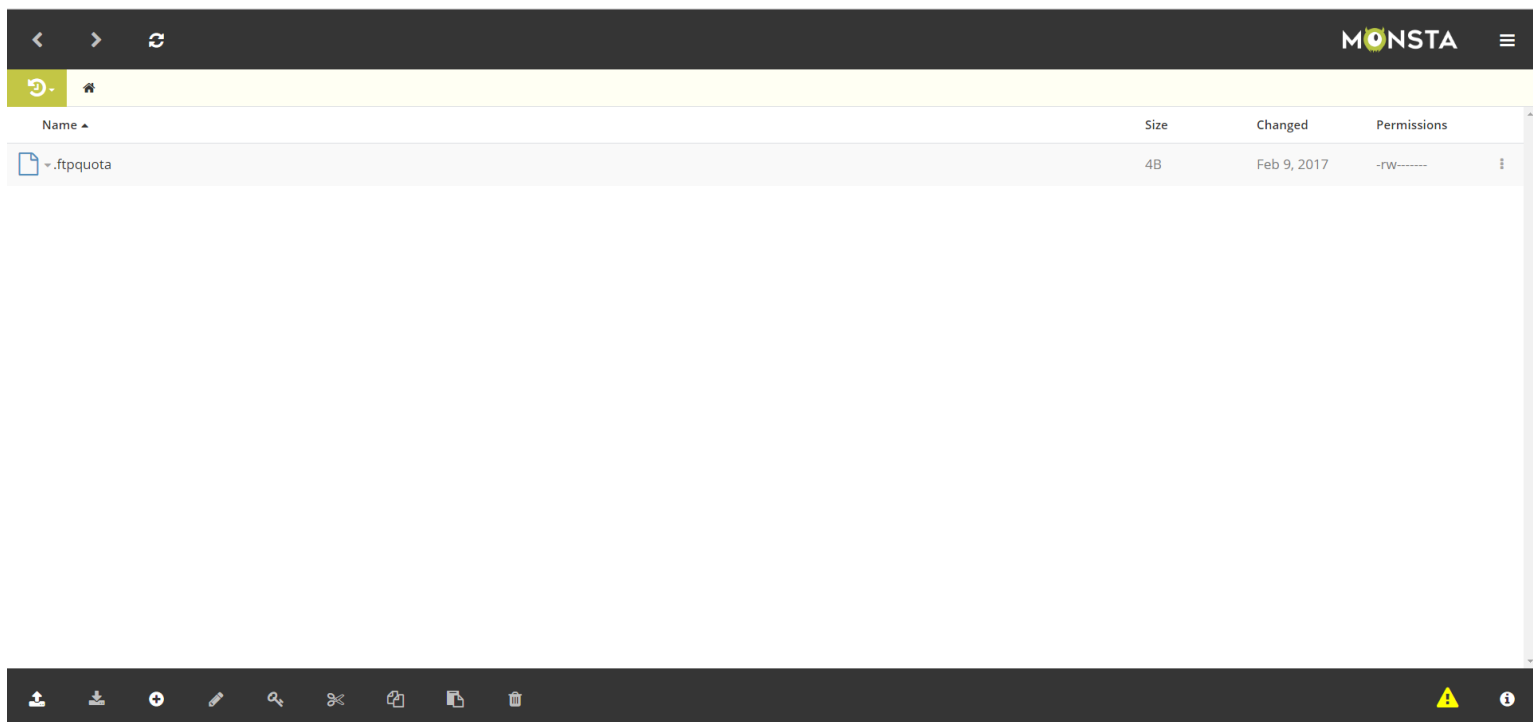 MONSTA
Name Size Changed Permissions
.ftpquota 4B Feb 9, 2017 -rw-------